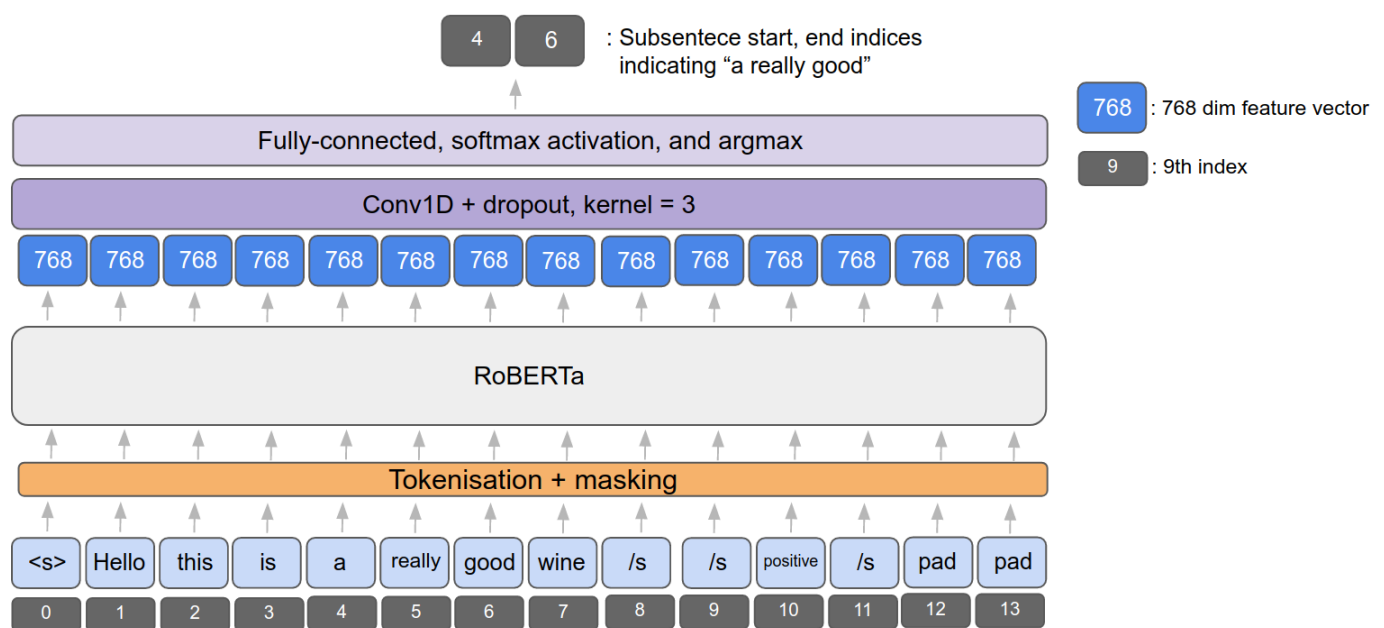 4 6 : Subsentece start, end indices
indicating “a really good”
768 : 768 dim feature vector
9 : 9th index
Fully-connected, softmax activation, and argmax
Conv1D + dropout, kernel = 3
768 768 768 768 768 768 768 768 768 768 768 768 768 768
RoBERTa
Tokenisation + masking
<s> Hello this is a really good wine /s /s positive /s pad pad
0 1 2 3 4 5 6 7 8 9 10 11 12 13